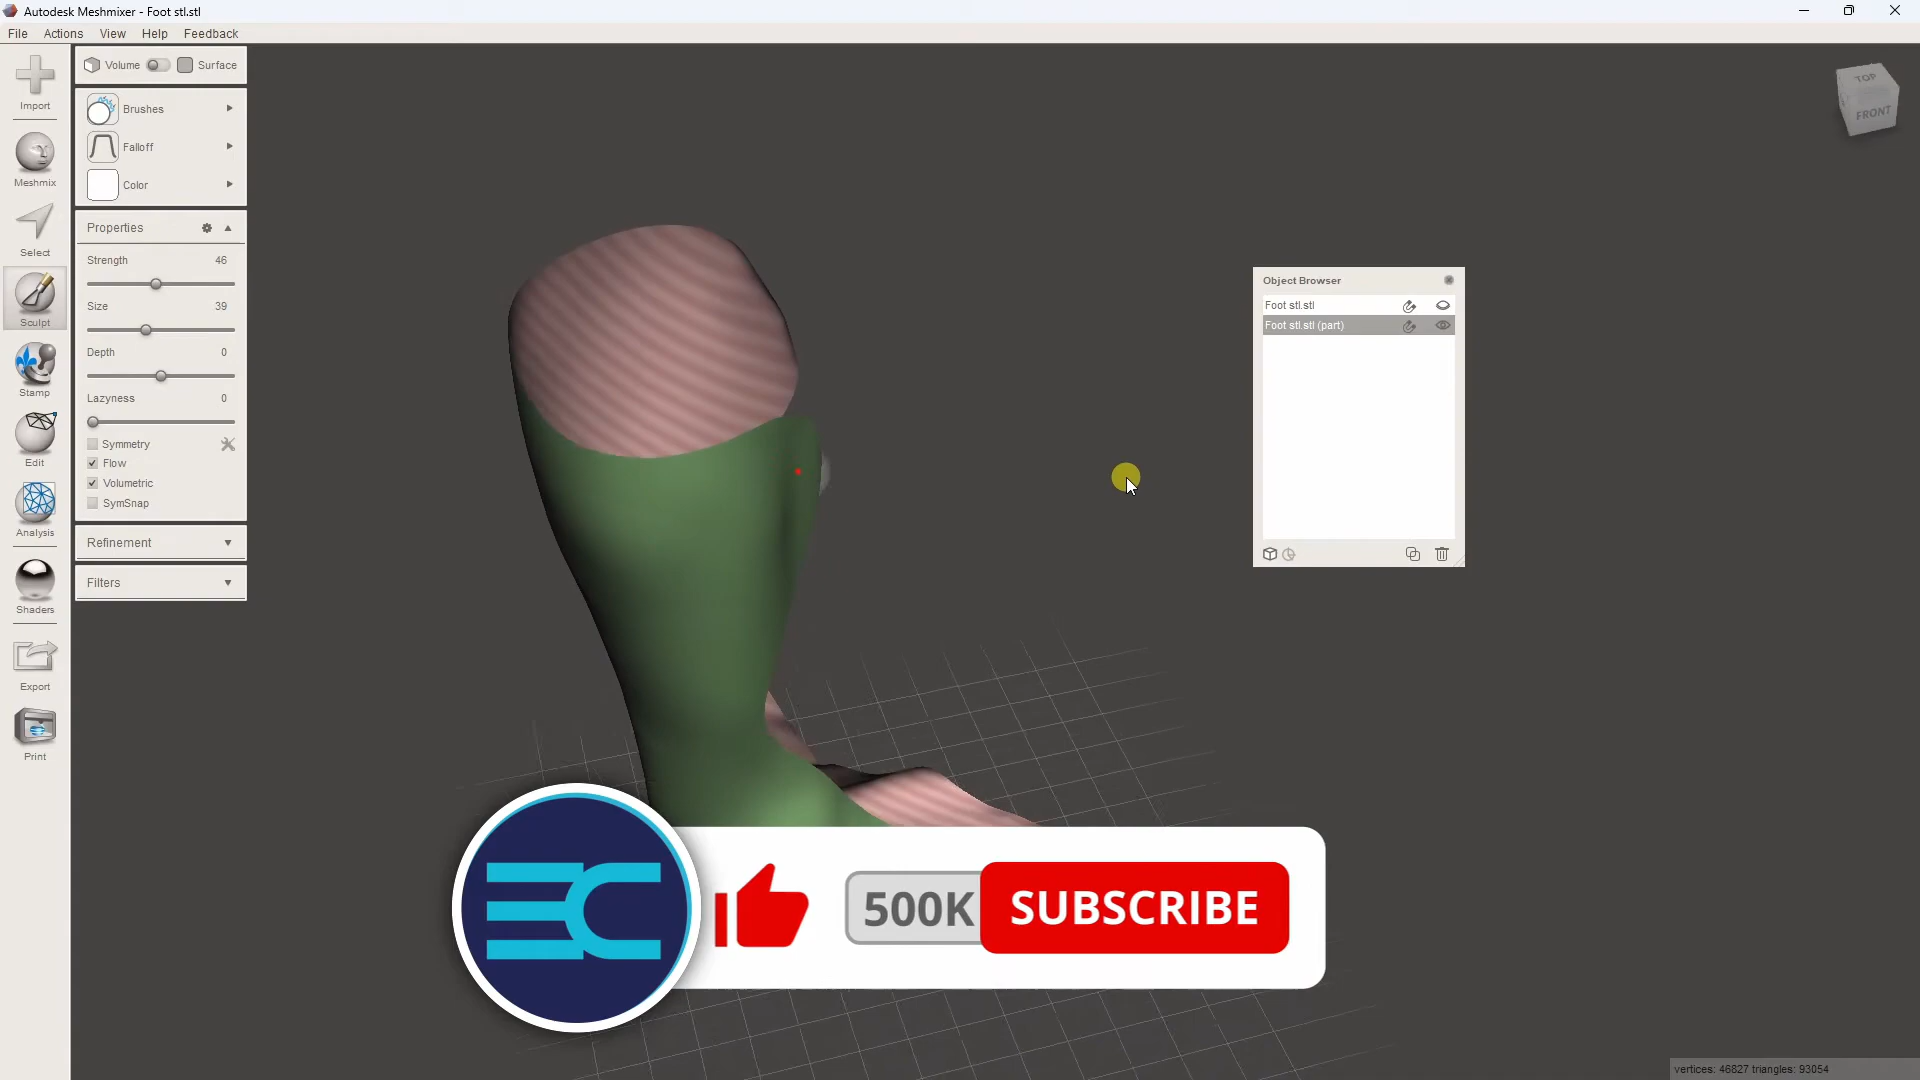 Autodesk Meshmixer - Foot stl.stl
File Actions View Help Feedback
Import
Meshmix
Select
Sculpt
Stamp
Edit
Analysis
Shaders
Export
Print
Volume Surface
Brushes
Falloff
Color
Properties
Strength 46
Size 39
Depth 0
Lazyness 0
Symmetry
Flow
Volumetric
SymSnap
Refinement
Filters
TOP
FRONT
Object Browser
Foot stl.stl
Foot stl.stl (part)
500K SUBSCRIBE
vertices: 46827 triangles: 93054